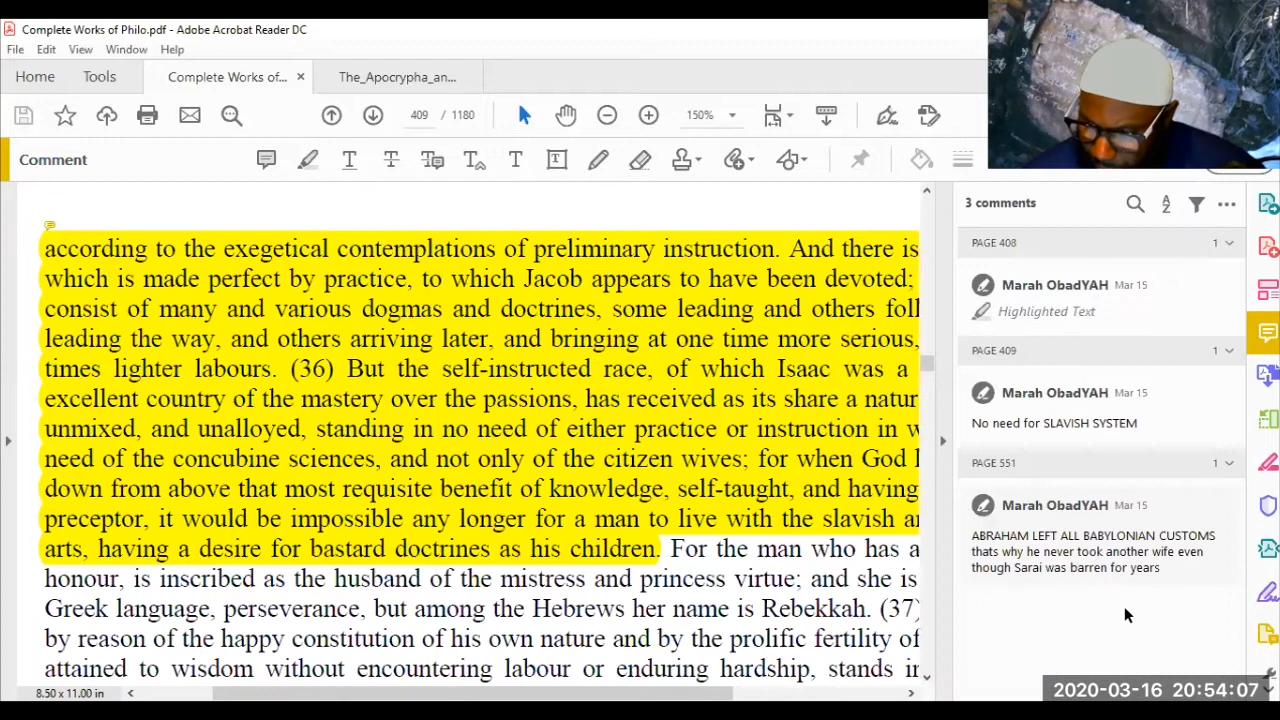 Complete Works of Philo.pdf - Adobe Acrobat Reader DC
File Edit View Window Help
Home Tools Complete Works of... × The_Apocrypha_an...
409 / 1180 150%
Comment
3 comments
according to the exegetical contemplations of preliminary instruction. And there is
which is made perfect by practice, to which Jacob appears to have been devoted;
consist of many and various dogmas and doctrines, some leading and others foll
leading the way, and others arriving later, and bringing at one time more serious,
times lighter labours. (36) But the self-instructed race, of which Isaac was a
excellent country of the mastery over the passions, has received as its share a natur
unmixed, and unalloyed, standing in no need of either practice or instruction in w
need of the concubine sciences, and not only of the citizen wives; for when God
down from above that most requisite benefit of knowledge, self-taught, and having
preceptor, it would be impossible any longer for a man to live with the slavish
arts, having a desire for bastard doctrines as his children. For the man who has a
honour, is inscribed as the husband of the mistress and princess virtue; and she is
Greek language, perseverance, but among the Hebrews her name is Rebekkah. (37)
by reason of the happy constitution of his own nature and by the prolific fertility of
attained to wisdom without encountering labour or enduring hardship, stands
8.50 x 11.00 in
PAGE 408 1
Marah ObadYAH Mar 15
Highlighted Text
PAGE 409 1
Marah ObadYAH Mar 15
No need for SLAVISH SYSTEM
PAGE 551 1
Marah ObadYAH Mar 15
ABRAHAM LEFT ALL BABYLONIAN CUSTOMS
thats why he never took another wife even
though Sarai was barren for years
2020-03-16 20:54:07